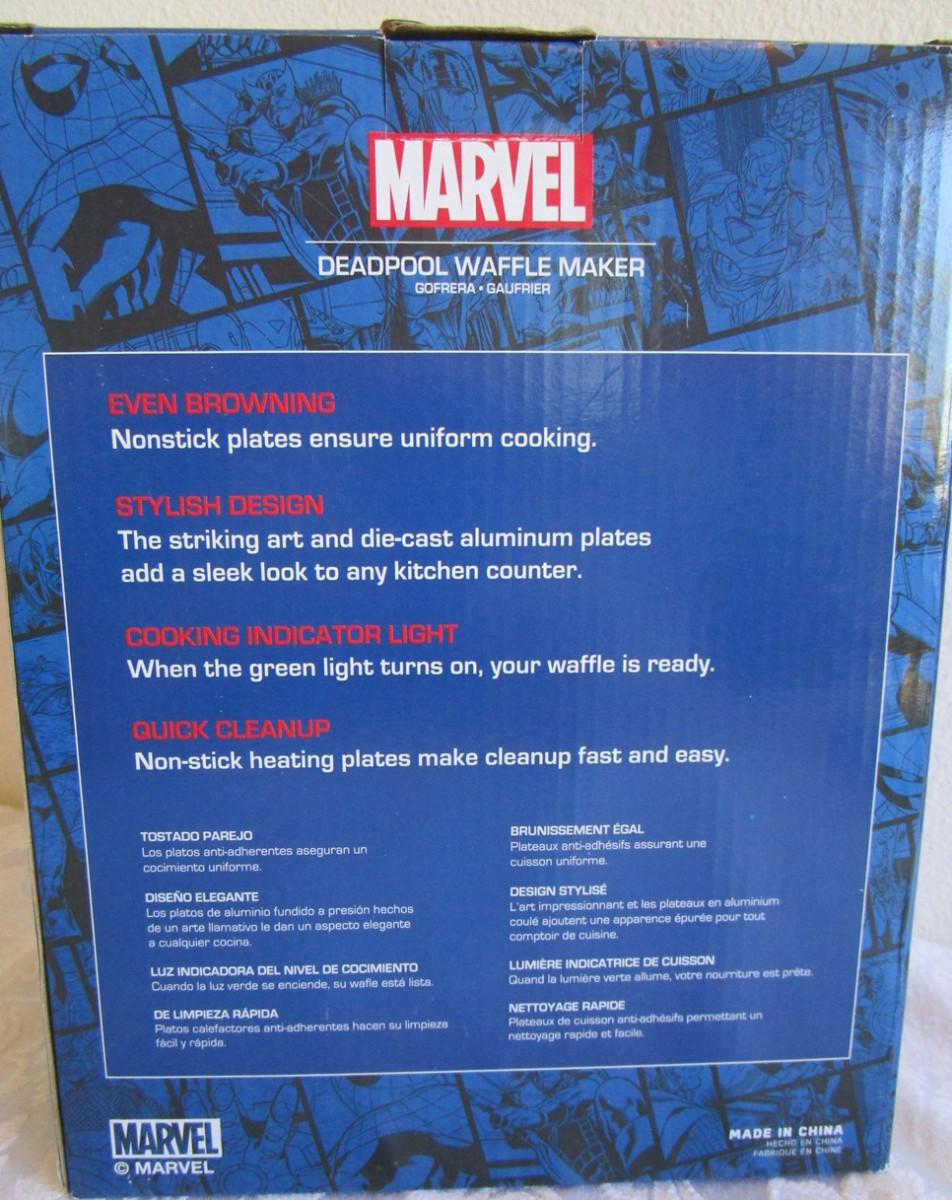 MARVEL
DEADPOOL WAFFLE MAKER
GOFRERA • GAUFRIER
EVEN BROWNING
Nonstick plates ensure uniform cooking.
STYLISH DESIGN
The striking art and die-cast aluminum plates
add a sleek look to any kitchen counter.
COOKING INDICATOR LIGHT
When the green light turns on, your waffle is ready.
QUICK CLEANUP
Non-stick heating plates make cleanup fast and easy.
TOSTADO PAREJO
Los platos anti-adherentes aseguran un
cocimiento uniforme.
DISEÑO ELEGANTE
Los platos de aluminio fundido a presión hechos
de un arte llamativo le dan un aspecto elegante
a cualquier cocina.
LUZ INDICADORA DEL NIVEL DE COCIMIENTO
Cuando la luz verde se enciende, su wafle está lista.
DE LIMPIEZA RÁPIDA
Platos calefactores anti-adherentes hacen su limpieza
fácil y rápida.
BRUNISSEMENT ÉGAL
Plateaux anti-adhésifs assurant une
cuisson uniforme.
DESIGN STYLISÉ
L'art impressionnant et les plateaux en aluminium
coulé ajoutent une apparence épurée pour tout
comptoir de cuisine.
LUMIÈRE INDICATRICE DE CUISSON
Quand la lumière verte allume, votre nourriture est prête.
NETTOYAGE RAPIDE
Plateaux de cuisson anti-adhésifs permettant un
nettoyage rapide et facile.
MARVEL
© MARVEL
MADE IN CHINA
HECHO EN CHINA
FABRIQUE EN CHINE